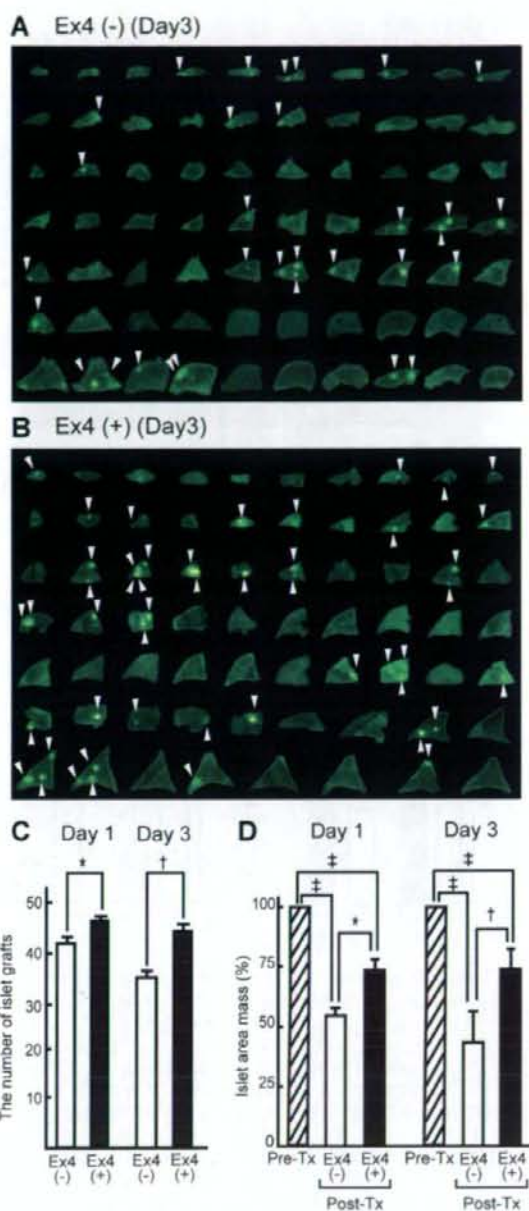 A Ex4 (-) (Day3)
B Ex4 (+) (Day3)
C Day 1 Day 3
The number of islet grafts
50
40
30
20
10
* †
Ex4 (-) Ex4 (+) Ex4 (-) Ex4 (+)
D Day 1 Day 3
Islet area mass (%)
100
75
50
25
0
‡ ‡
‡ ‡
* †
Pre-Tx Ex4 (-) Ex4 (+) Pre-Tx Ex4 (-) Ex4 (+)
Post-Tx Post-Tx